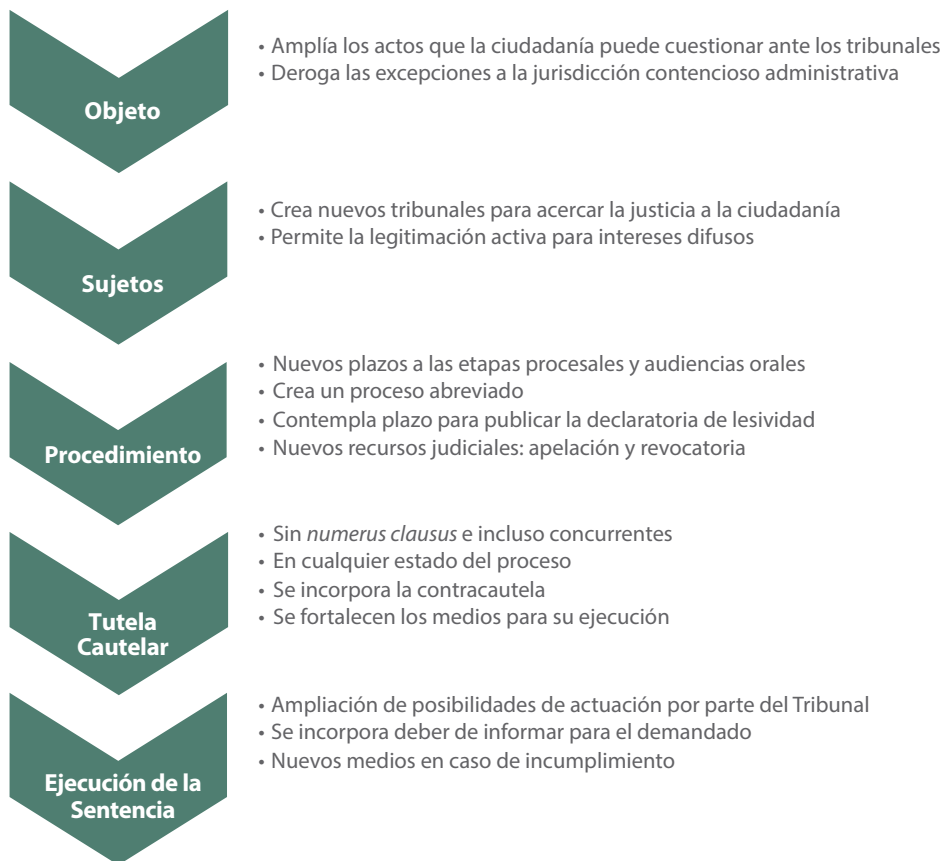 • Amplía los actos que la ciudadanía puede cuestionar ante los tribunales
• Deroga las excepciones a la jurisdicción contencioso administrativa
Objeto
• Crea nuevos tribunales para acercar la justicia a la ciudadanía
• Permite la legitimación activa para intereses difusos
Sujetos
• Nuevos plazos a las etapas procesales y audiencias orales
• Crea un proceso abreviado
• Contempla plazo para publicar la declaratoria de lesividad
• Nuevos recursos judiciales: apelación y revocatoria
Procedimiento
• Sin numerus clausus e incluso concurrentes
• En cualquier estado del proceso
• Se incorpora la contracautela
• Se fortalecen los medios para su ejecución
Tutela
Cautelar
• Ampliación de posibilidades de actuación por parte del Tribunal
• Se incorpora deber de informar para el demandado
• Nuevos medios en caso de incumplimiento
Ejecución de la
Sentencia